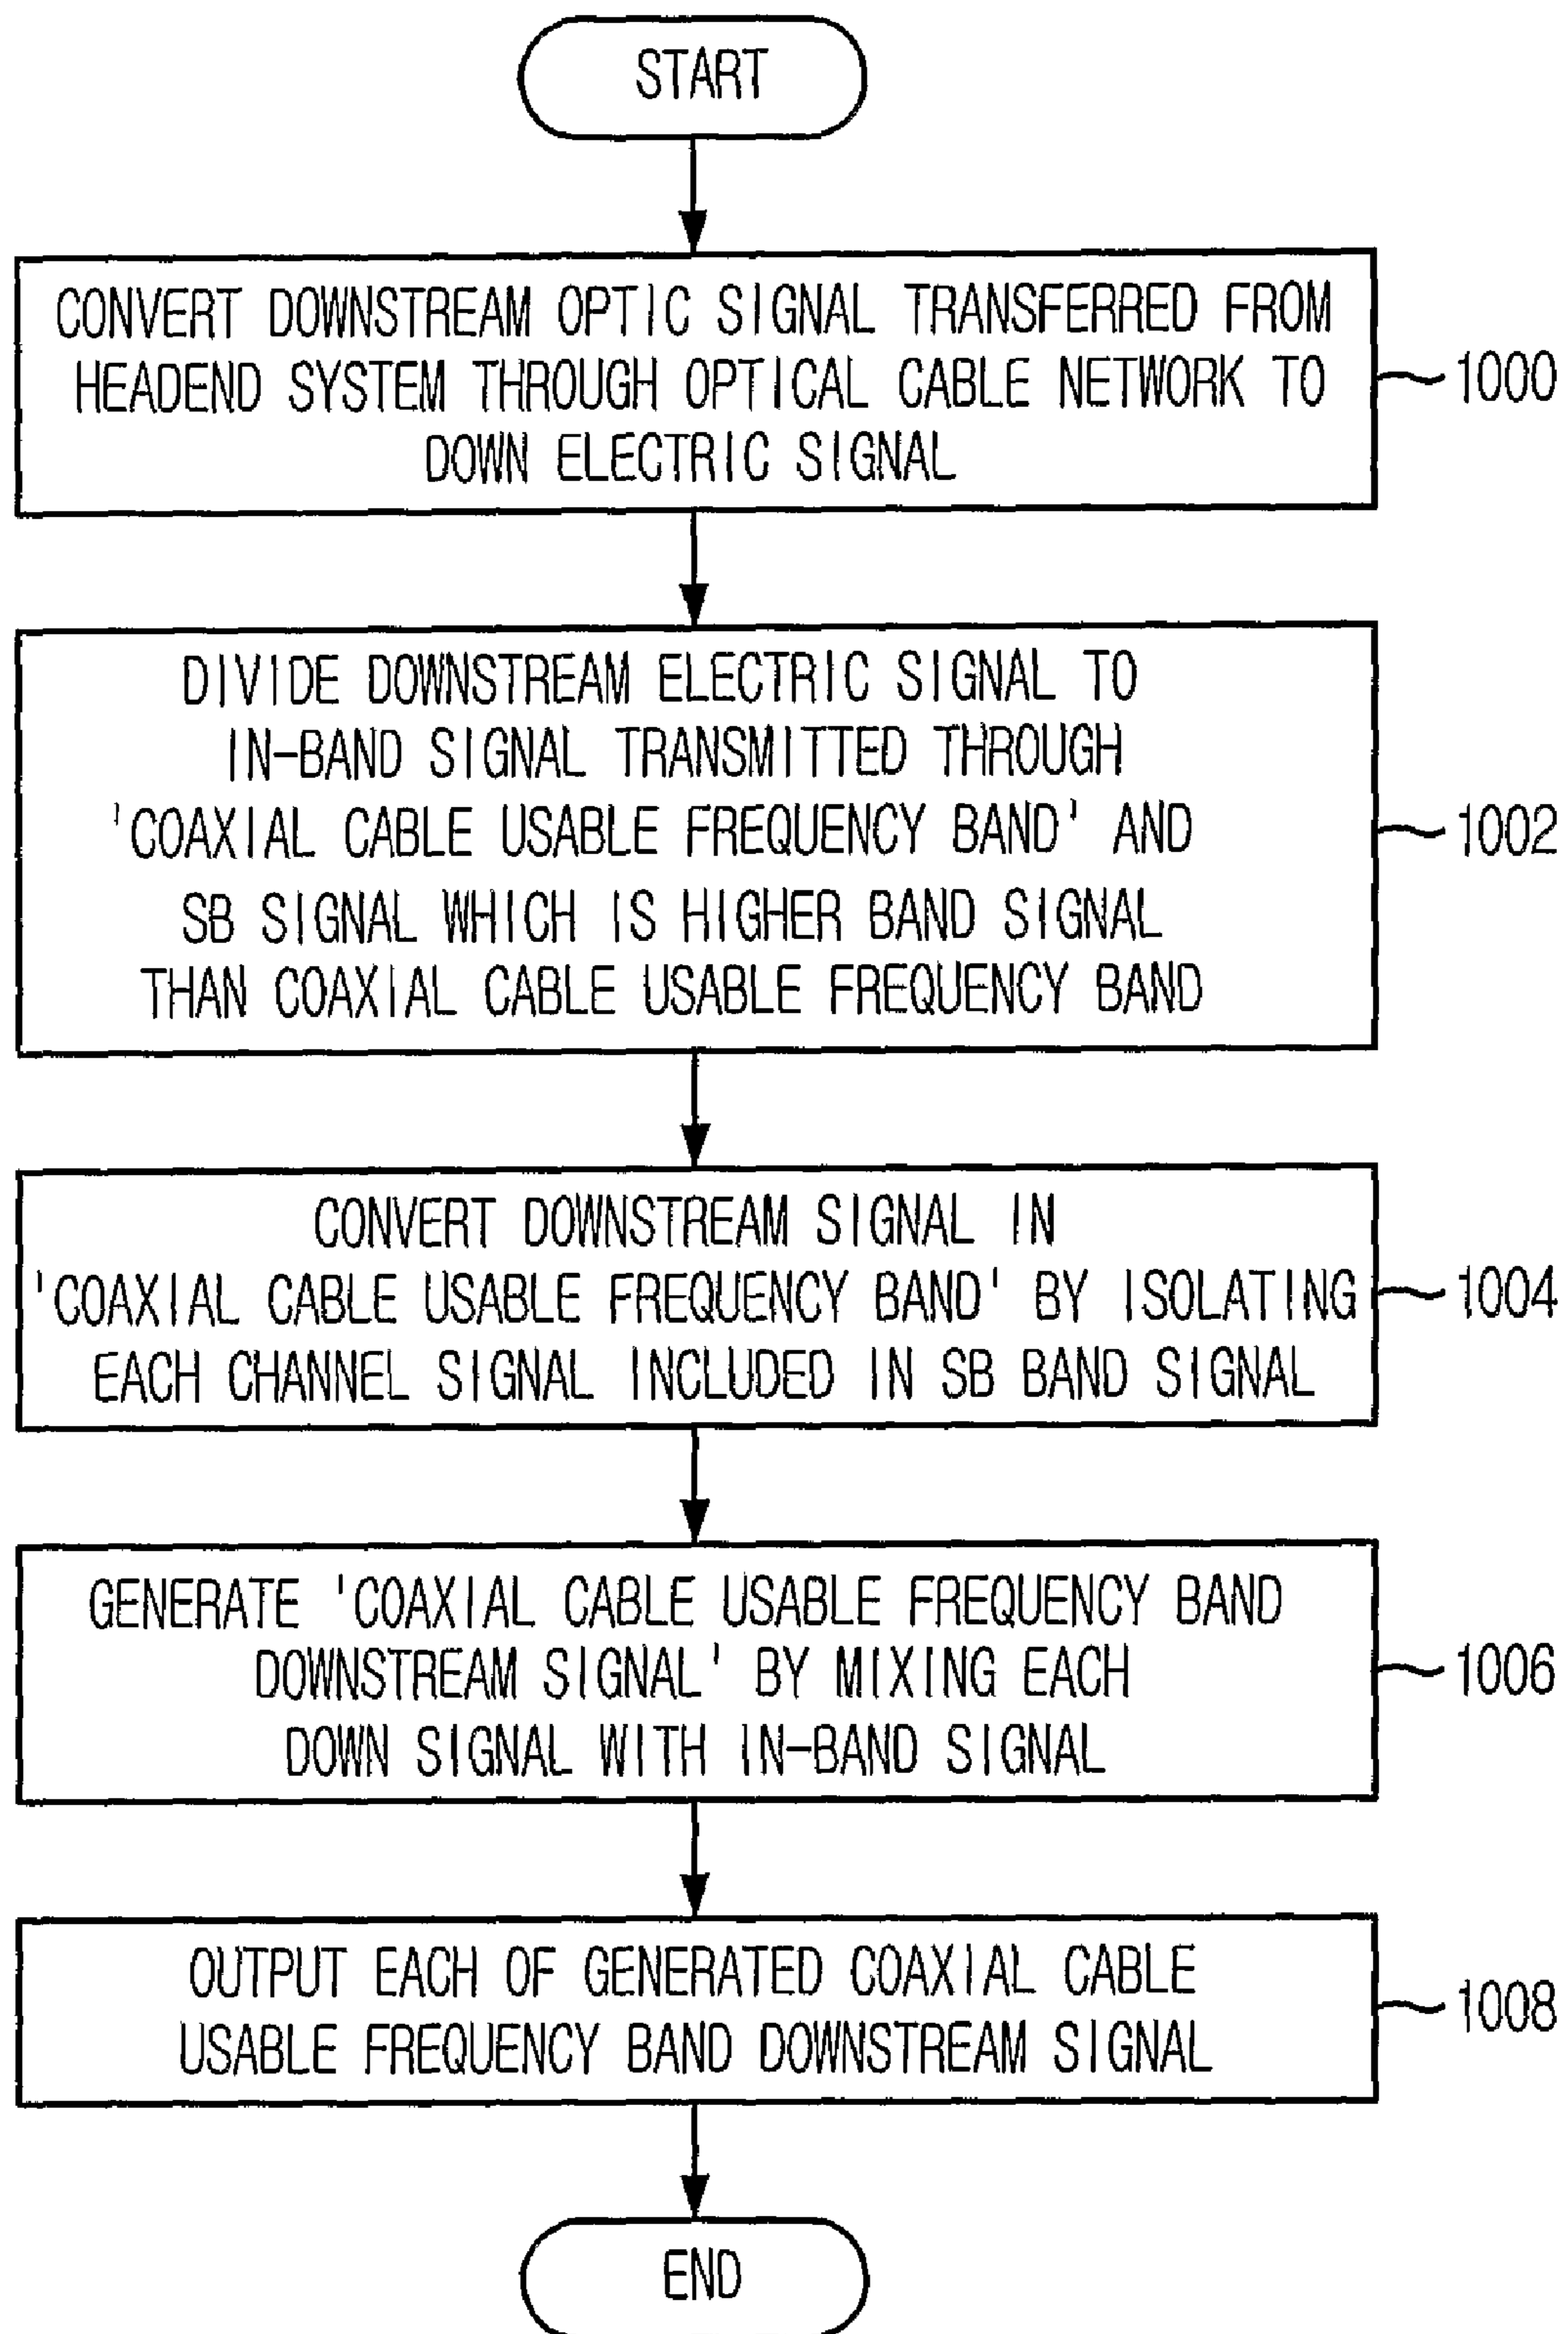 START
CONVERT DOWNSTREAM OPTIC SIGNAL TRANSFERRED FROM
HEADEND SYSTEM THROUGH OPTICAL CABLE NETWORK TO
DOWN ELECTRIC SIGNAL
1000
DIVIDE DOWNSTREAM ELECTRIC SIGNAL TO
IN-BAND SIGNAL TRANSMITTED THROUGH
'COAXIAL CABLE USABLE FREQUENCY BAND' AND
SB SIGNAL WHICH IS HIGHER BAND SIGNAL
THAN COAXIAL CABLE USABLE FREQUENCY BAND
1002
CONVERT DOWNSTREAM SIGNAL IN
'COAXIAL CABLE USABLE FREQUENCY BAND' BY ISOLATING
EACH CHANNEL SIGNAL INCLUDED IN SB BAND SIGNAL
1004
GENERATE 'COAXIAL CABLE USABLE FREQUENCY BAND
DOWNSTREAM SIGNAL' BY MIXING EACH
DOWN SIGNAL WITH IN-BAND SIGNAL
1006
OUTPUT EACH OF GENERATED COAXIAL CABLE
USABLE FREQUENCY BAND DOWNSTREAM SIGNAL
1008
END